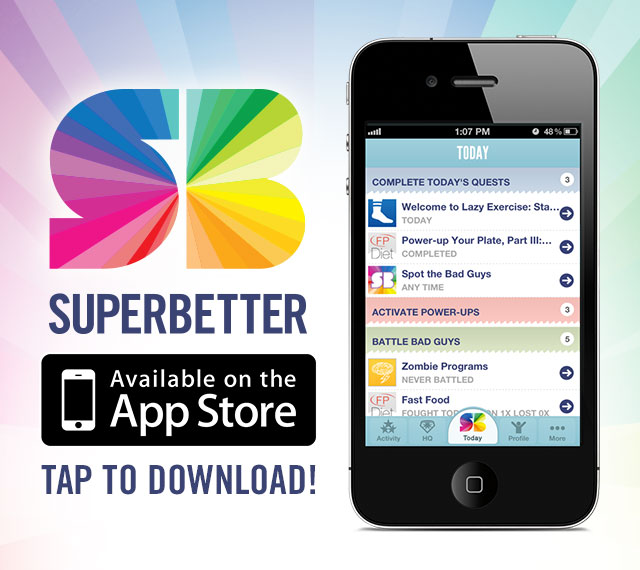 SB
SUPERBETTER
Available on the
App Store
TAP TO DOWNLOAD!
1:07 PM 48%
TODAY
COMPLETE TODAY'S QUESTS 3
Welcome to Lazy Exercise: Sta...
TODAY
FP
Diet
Power-up Your Plate, Part III:...
COMPLETED
SB
Spot the Bad Guys
ANY TIME
ACTIVATE POWER-UPS 3
BATTLE BAD GUYS 5
Zombie Programs
NEVER BATTLED
FP
Diet
Fast Food
FOUGHT 1X LOST 0X
Activity HQ Today Profile More